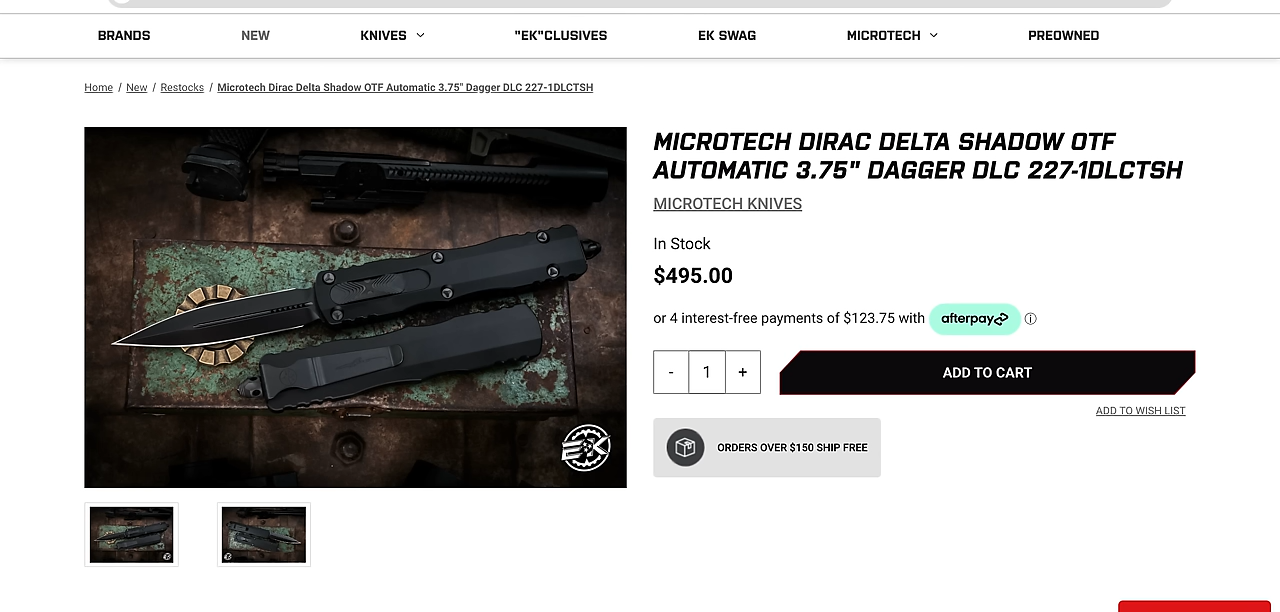 BRANDS
NEW
KNIVES
"EK"CLUSIVES
EK SWAG
MICROTECH
PREOWNED
Home / New / Restocks / Microtech Dirac Delta Shadow OTF Automatic 3.75" Dagger DLC 227-1DLCTSH
MICROTECH DIRAC DELTA SHADOW OTF
AUTOMATIC 3.75" DAGGER DLC 227-1DLCTSH
MICROTECH KNIVES
In Stock
$495.00
or 4 interest-free payments of $123.75 with afterpay
- 1 +
ADD TO CART
ADD TO WISH LIST
ORDERS OVER $150 SHIP FREE
EK